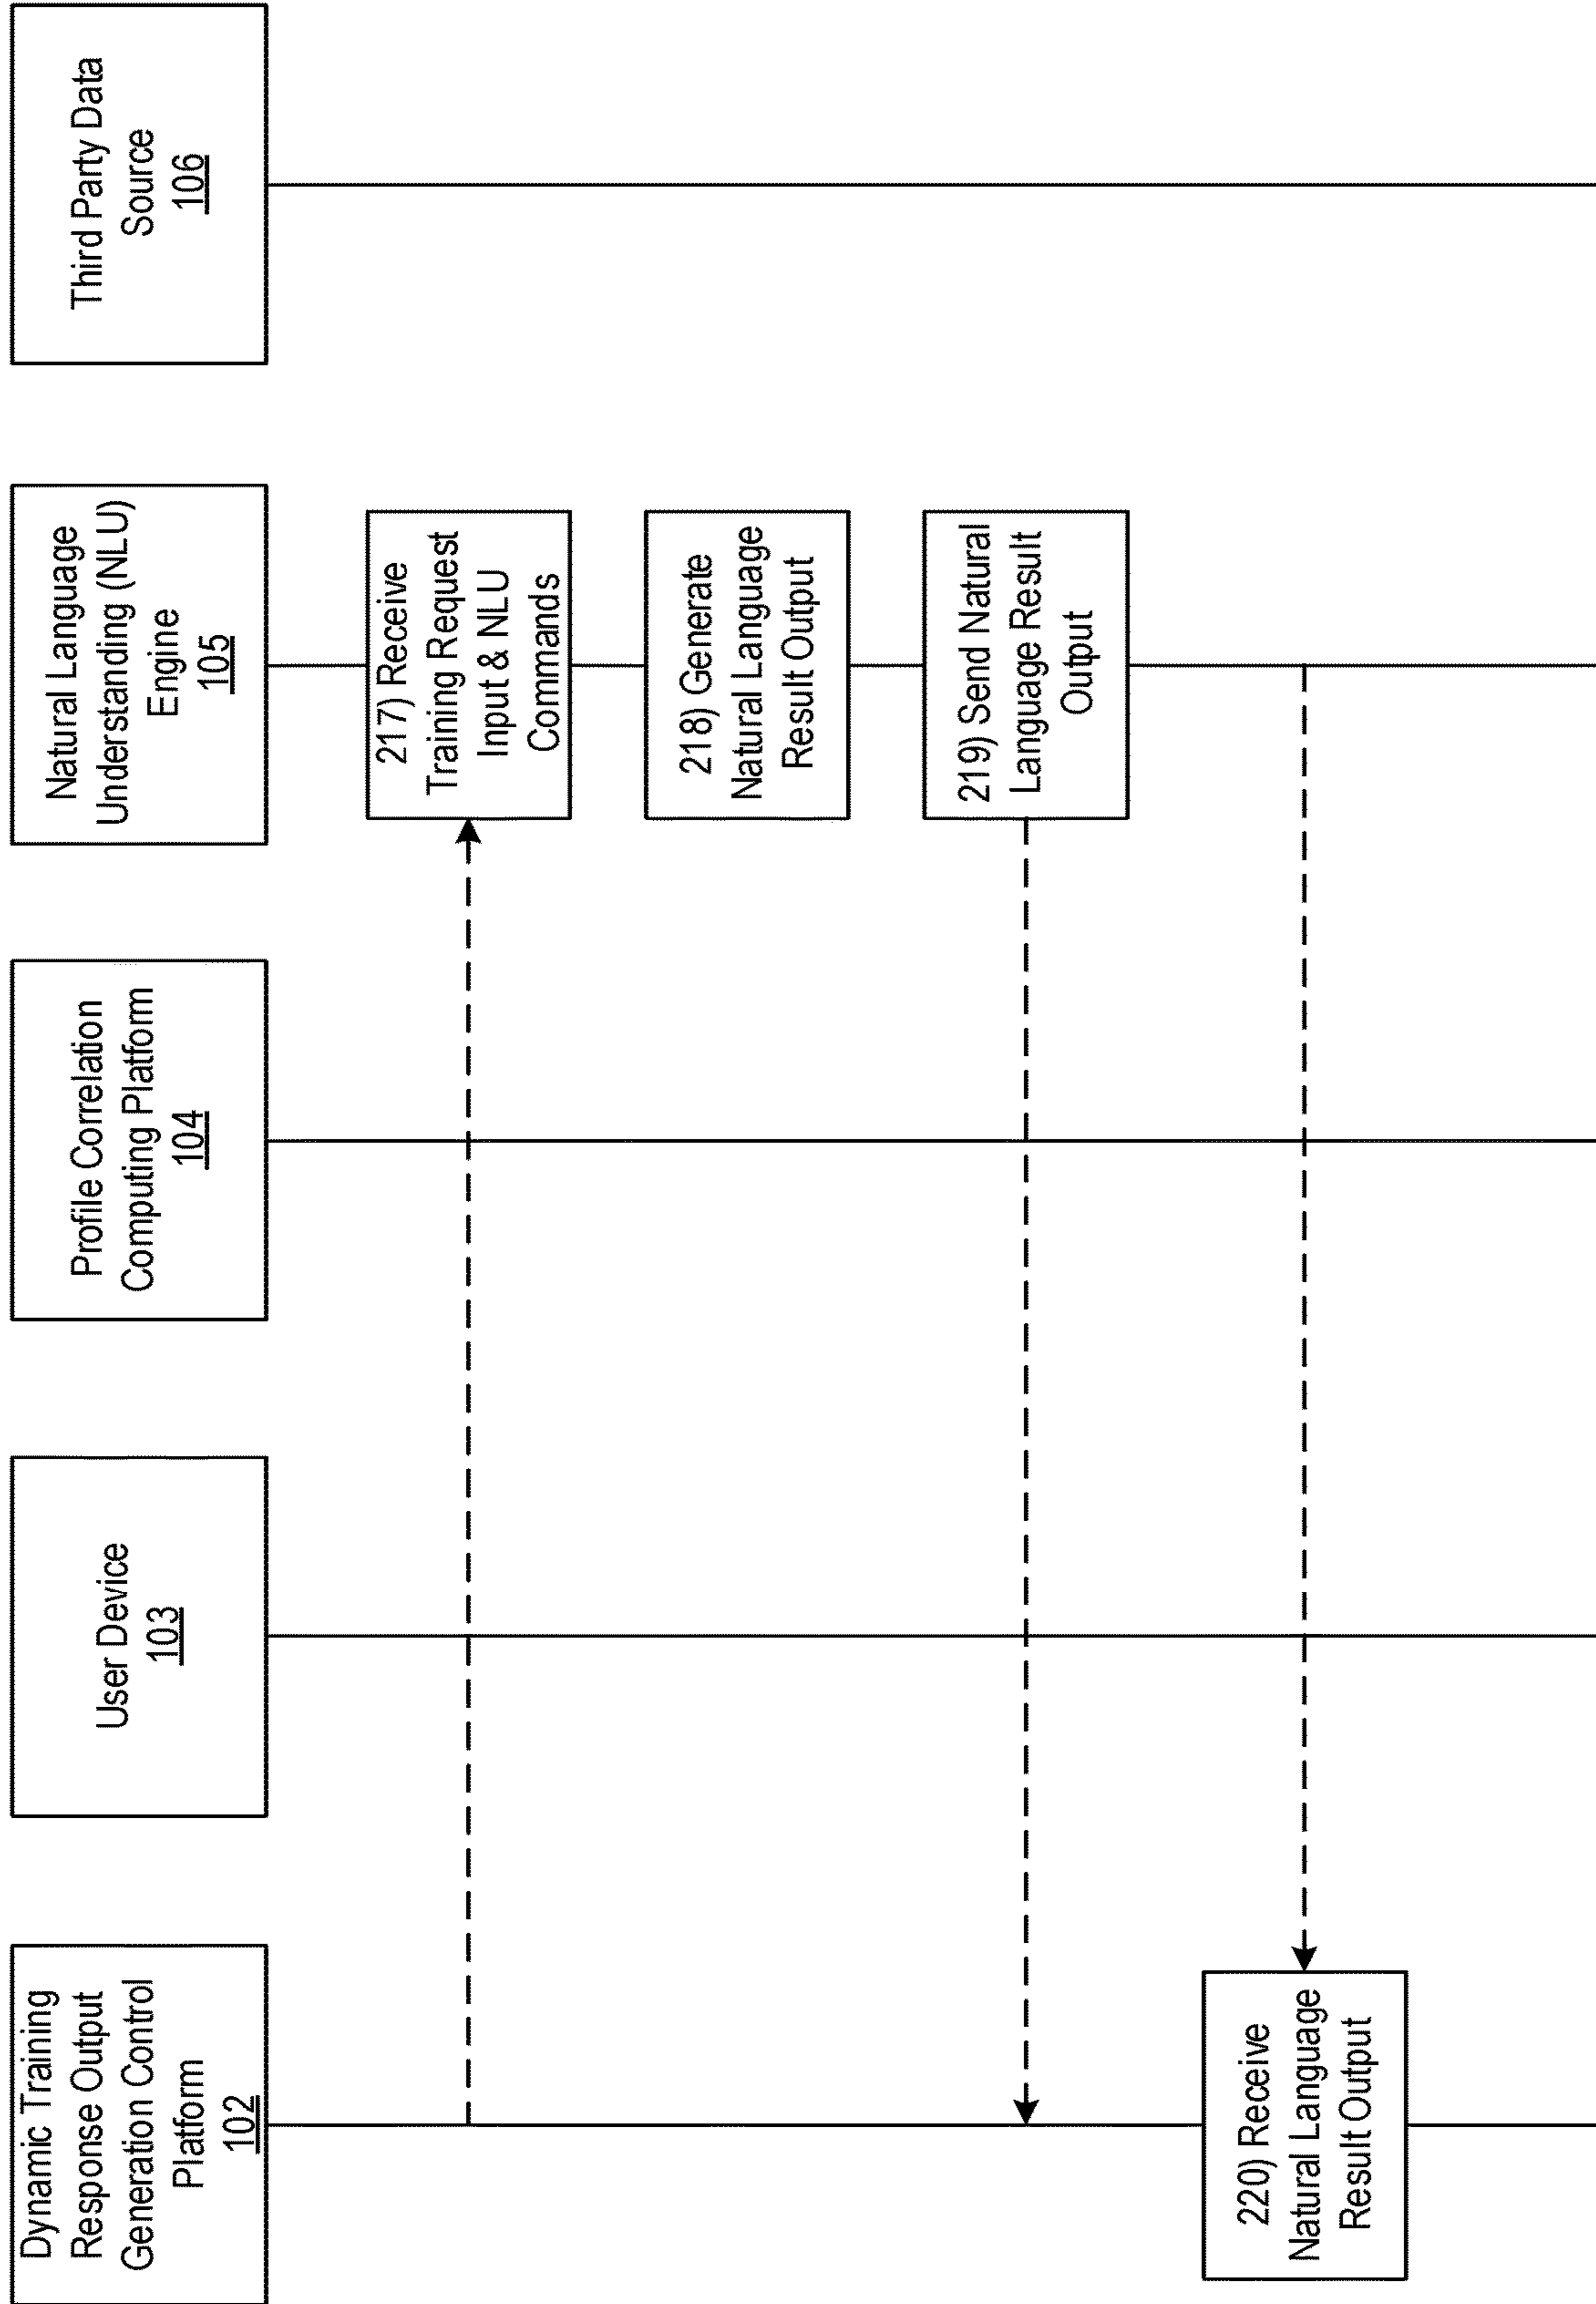 Dynamic Training
Response Output
Generation Control
Platform
102
User Device
103
Profile Correlation
Computing Platform
104
Natural Language
Understanding (NLU)
Engine
105
Third Party Data
Source
106
217) Receive
Training Request
Input & NLU
Commands
218) Generate
Natural Language
Result Output
219) Send Natural
Language Result
Output
220) Receive
Natural Language
Result Output